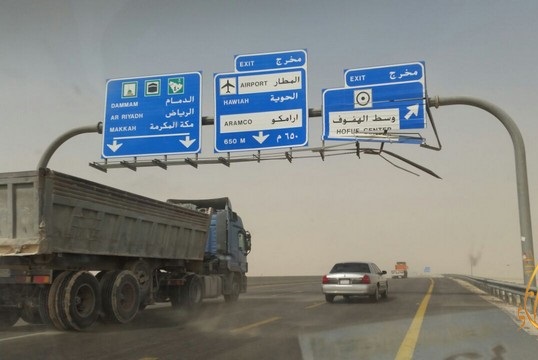 الدمام
DAMMAM
الرياض
AR RIYADH
مكة المكرمة
MAKKAH
EXIT مخرج
AIRPORT المطار
HAWIAH الحوية
ARAMCO ارامكو
650 M ٦٥٠ م
EXIT مخرج
وسط الهفوف
HOFUF CENTER